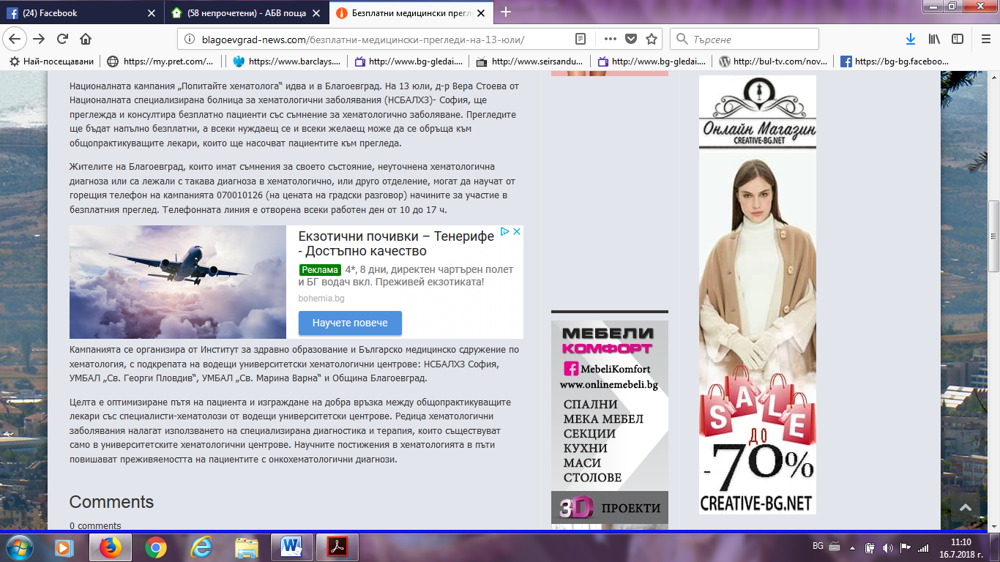 (24) Facebook
(58 непрочетени) - АБВ поща
Безплатни медицински прегл
blagoevgrad-news.com/безплатни-медицински-прегледи-на-13-юли/
Търсене
Най-посещавани
https://my.pret.com/...
https://www.barclays....
http://www.bg-gledai....
http://www.seirsandu...
http://www.bg-gledai....
http://bul-tv.com/nov...
https://bg-bg.faceboo...
Националната кампания „Попитайте хематолога“ идва и в Благоевград. На 13 юли, д-р Вера Стоева от
Националната специализирана болница за хематологични заболявания (НСБАЛХЗ)- София, ще
преглежда и консултира безплатно пациенти със съмнение за хематологично заболяване. Прегледите
ще бъдат напълно безплатни, а всеки нуждаещ се и всеки желаещ може да се обръща към
общопрактикуващите лекари, които ще насочват пациентите към прегледа.
Жителите на Благоевград, които имат съмнения за своето състояние, неуточнена хематологична
диагноза или са лежали с такава диагноза в хематологично, или друго отделение, могат да научат от
горещия телефон на кампанията 070010126 (на цената на градски разговор) начините за участие в
безплатния преглед. Телефонната линия е отворена всеки работен ден от 10 до 17 ч.
Екзотични почивки – Тенерифе
- Достъпно качество
Реклама 4*, 8 дни, директен чартърен полет
и БГ водач вкл. Преживей екзотиката!
bohemia.bg
Научете повече
Кампанията се организира от Институт за здравно образование и Българско медицинско сдружение по
хематология, с подкрепата на водещи университетски хематологични центрове: НСБАЛХЗ София,
УМБАЛ „Св. Георги Пловдив“, УМБАЛ „Св. Марина Варна“ и Община Благоевград.
Целта е оптимизиране пътя на пациента и изграждане на добра връзка между общопрактикуващите
лекари със специалисти-хематолози от водещи университетски центрове. Редица хематологични
заболявания налагат използването на специализирана диагностика и терапия, които съществуват
само в университетските хематологични центрове. Научните постижения в хематологията в пъти
повишават преживяемостта на пациентите с онкохематологични диагнози.
Comments
0 comments
МЕБЕЛИ
КОМФОРТ
MebeliKomfort
www.onlinemebeli.bg
СПАЛНИ
МЕКА МЕБЕЛ
СЕКЦИИ
КУХНИ
МАСИ
СТОЛОВЕ
3D ПРОЕКТИ
Онлайн Магазин
CREATIVE-BG.NET
SALE
ДО
-70%
CREATIVE-BG.NET
BG
11:10
16.7.2018 г.